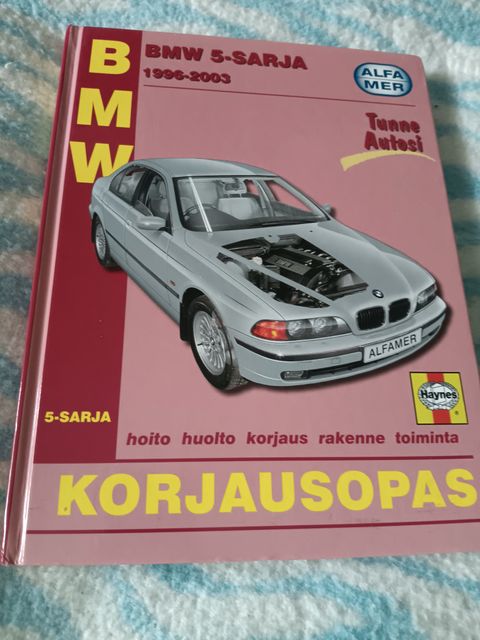 BMW
BMW 5-SARJA
1996-2003
ALFA
MER
Tunne
Autosi
ALFAMER
Haynes
®
5-SARJA
hoito huolto korjaus rakenne toiminta
KORJAUSOPAS